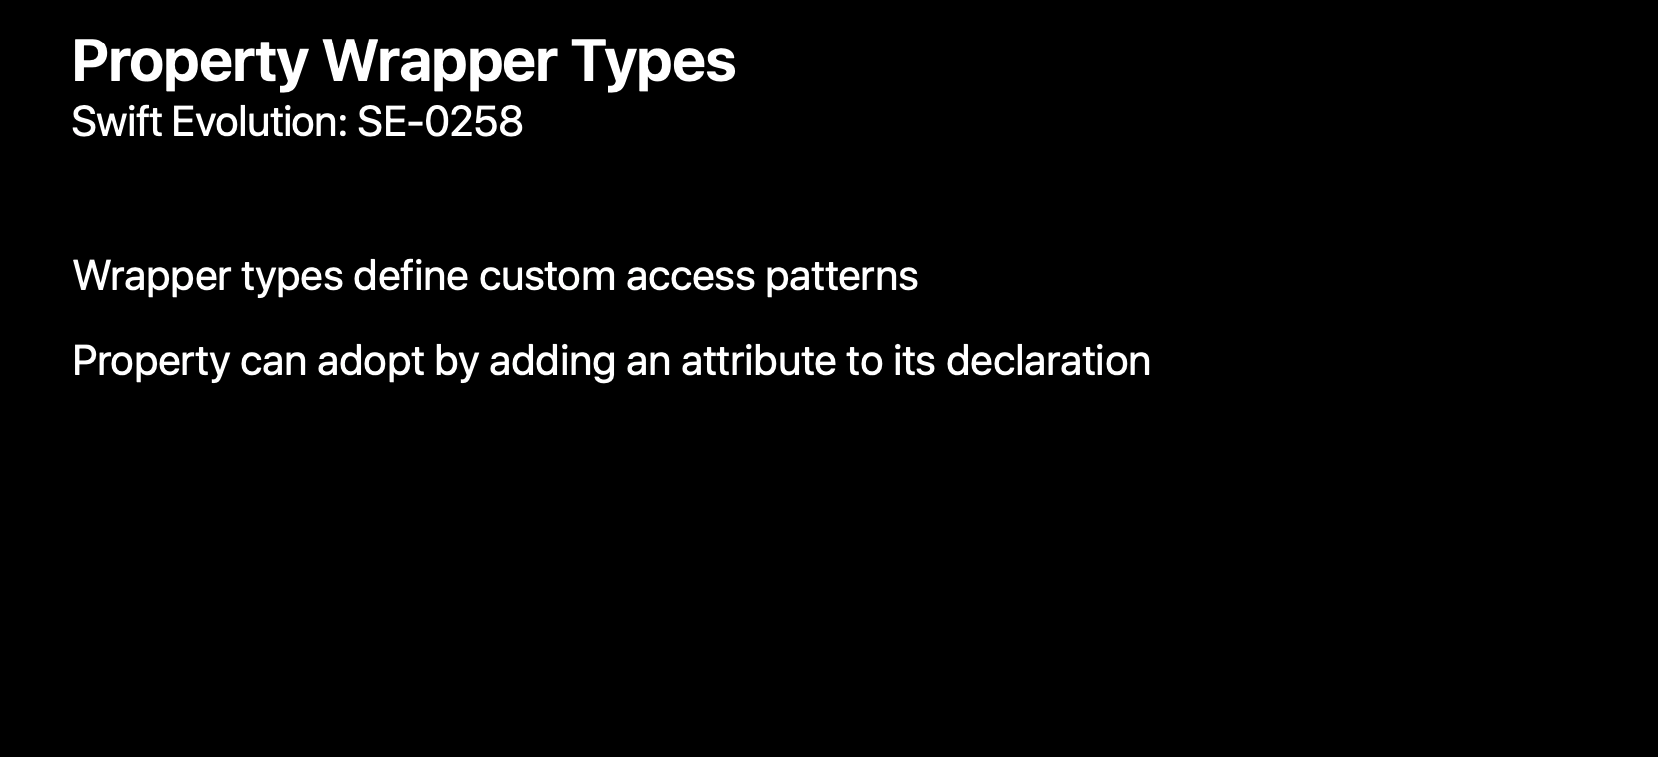 Property Wrapper Types
Swift Evolution: SE-0258
Wrapper types define custom access patterns
Property can adopt by adding an attribute to its declaration